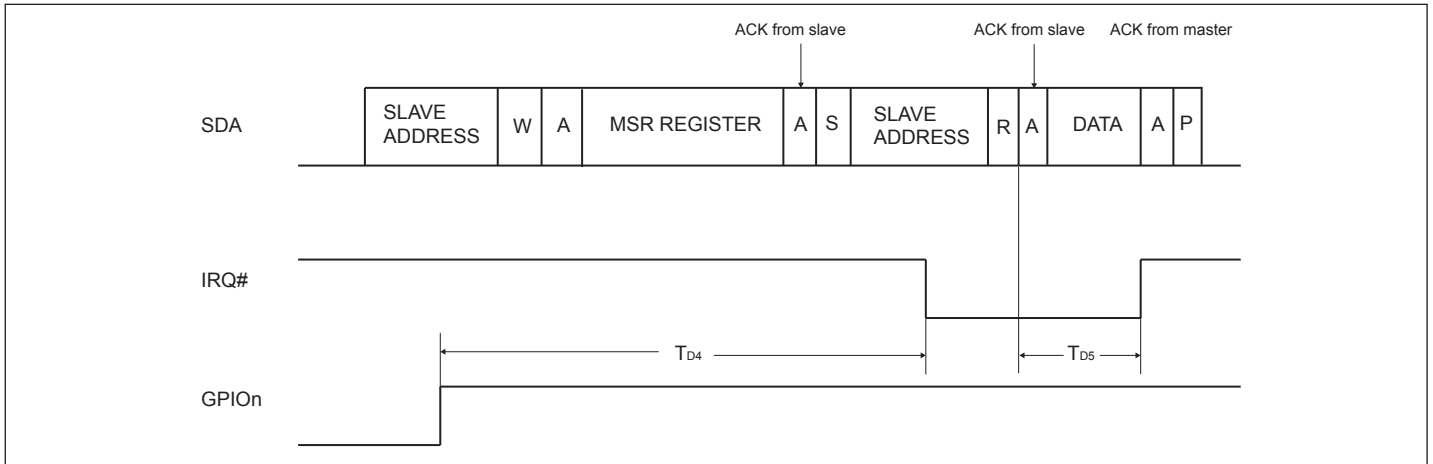 ACK from slave ACK from slave ACK from master
SDA SLAVE ADDRESS W A MSR REGISTER A S SLAVE ADDRESS R A DATA A P
IRQ#
TD4 TD5
GPIOn